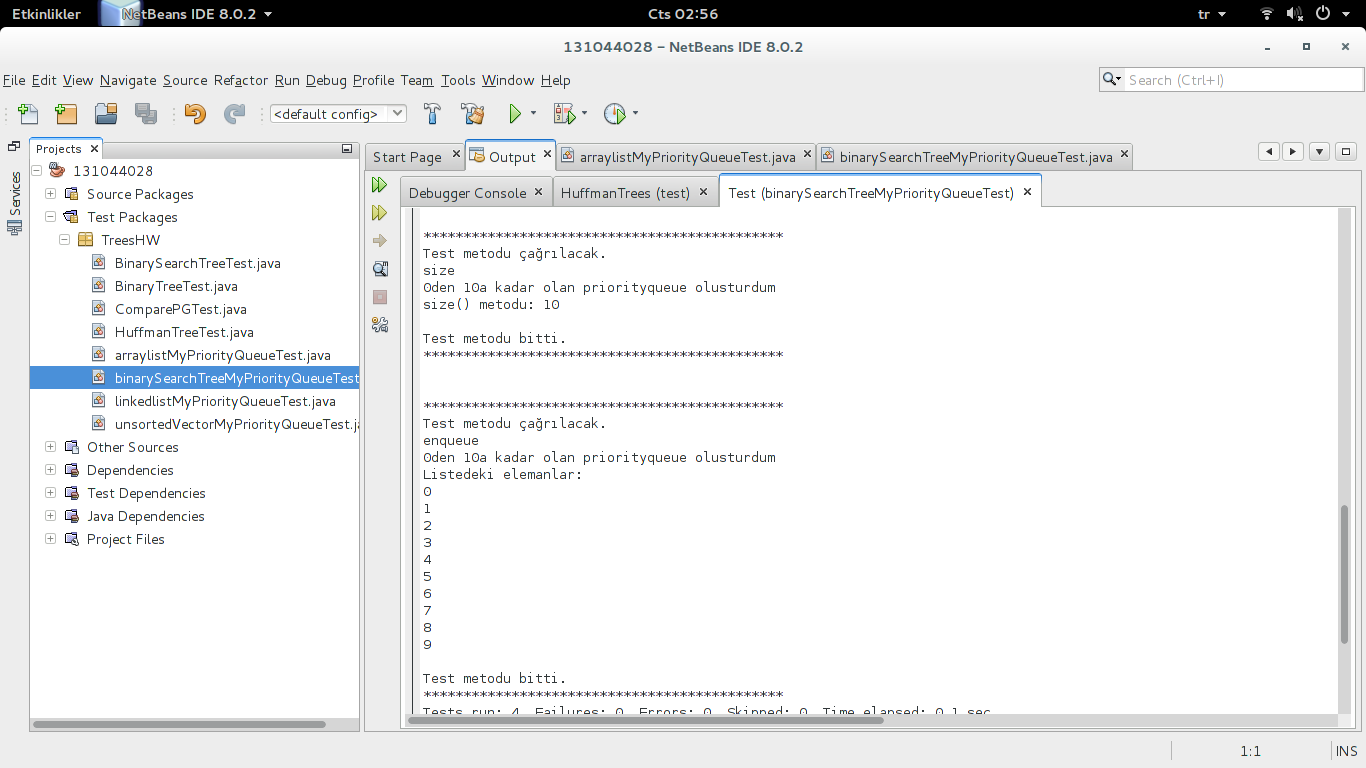 Etkinlikler NetBeans IDE 8.0.2 Cts 02:56 tr
131044028 - NetBeans IDE 8.0.2
File Edit View Navigate Source Refactor Run Debug Profile Team Tools Window Help
Search (Ctrl+I)
<default config>
Projects
Services
131044028
Source Packages
Test Packages
TreesHW
BinarySearchTreeTest.java
BinaryTreeTest.java
ComparePGTest.java
HuffmanTreeTest.java
arraylistMyPriorityQueueTest.java
binarySearchTreeMyPriorityQueueTest
linkedlistMyPriorityQueueTest.java
unsortedVectorMyPriorityQueueTest.ja
Other Sources
Dependencies
Test Dependencies
Java Dependencies
Project Files
Start Page Output arraylistMyPriorityQueueTest.java binarySearchTreeMyPriorityQueueTest.java
Debugger Console HuffmanTrees (test) Test (binarySearchTreeMyPriorityQueueTest)
*********************************************
Test metodu çağrılacak.
size
0den 10a kadar olan priorityqueue olusturdum
size() metodu: 10
Test metodu bitti.
*********************************************
*********************************************
Test metodu çağrılacak.
enqueue
0den 10a kadar olan priorityqueue olusturdum
Listedeki elemanlar:
0
1
2
3
4
5
6
7
8
9
Test metodu bitti.
*********************************************
Tests run: 4, Failures: 0, Errors: 0, Skipped: 0, Time elapsed: 0.1 sec
1:1 INS